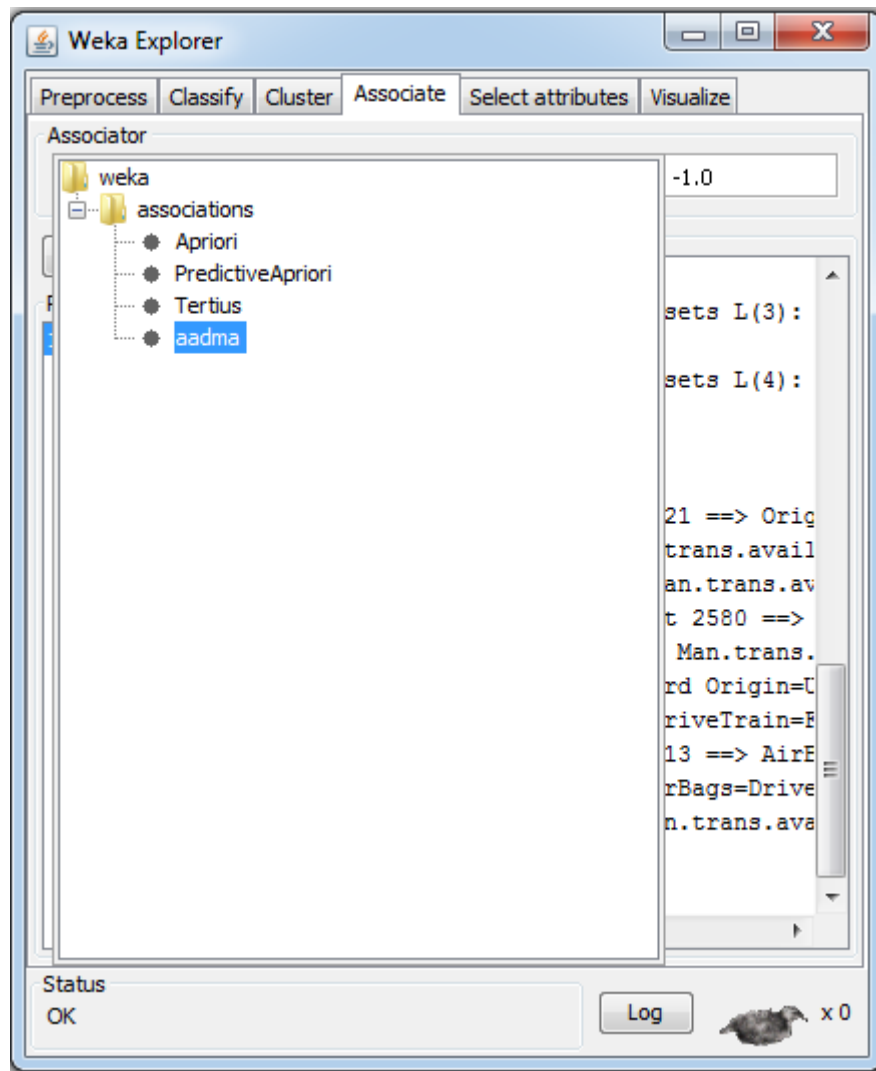 Weka Explorer
Preprocess Classify Cluster Associate Select attributes Visualize
Associator
weka
-1.0
associations
Apriori
PredictiveApriori
Tertius
aadma
sets L(3):
sets L(4):
21 ==> Orig
trans.avail
an.trans.av
t 2580 ==>
Man.trans.
rd Origin=U
riveTrain=F
13 ==> AirB
rBags=Drive
n.trans.ava
Status
OK
Log
x 0